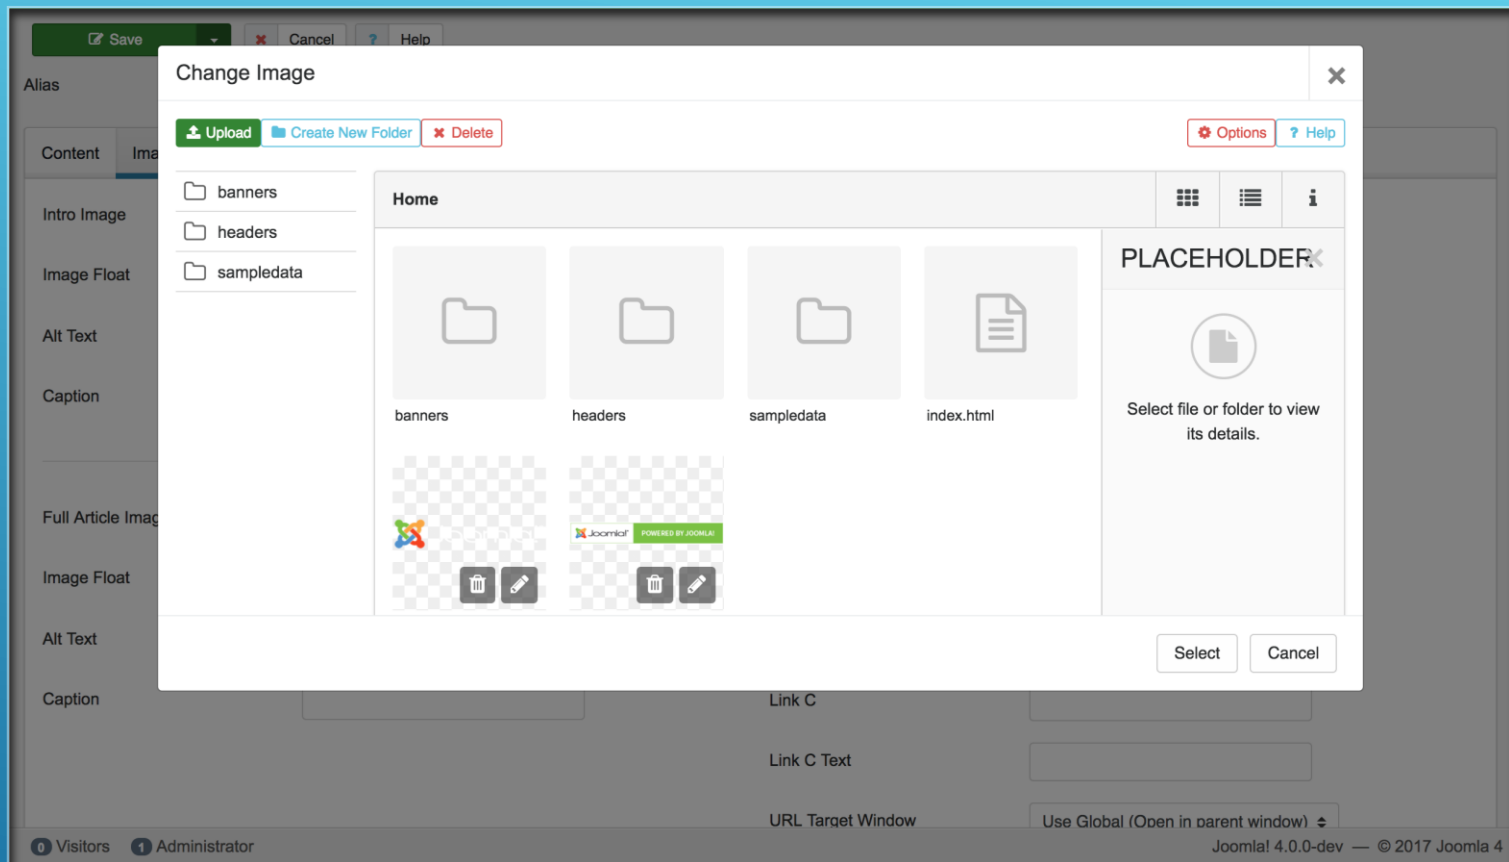 Save
Cancel
? Help
Alias
Change Image
Upload
Create New Folder
Delete
Options
? Help
Content
banners
headers
sampledata
Home
PLACEHOLDER
Intro Image
Image Float
Alt Text
Caption
banners
headers
sampledata
index.html
Select file or folder to view
its details.
Full Article
Image Float
Alt Text
Caption
Joomla!
POWERED BY JOOMLA!
Select
Cancel
Link C
Link C Text
URL Target Window
Use Global (Open in parent window)
0 Visitors
1 Administrator
Joomla! 4.0.0-dev — © 2017 Joomla 4